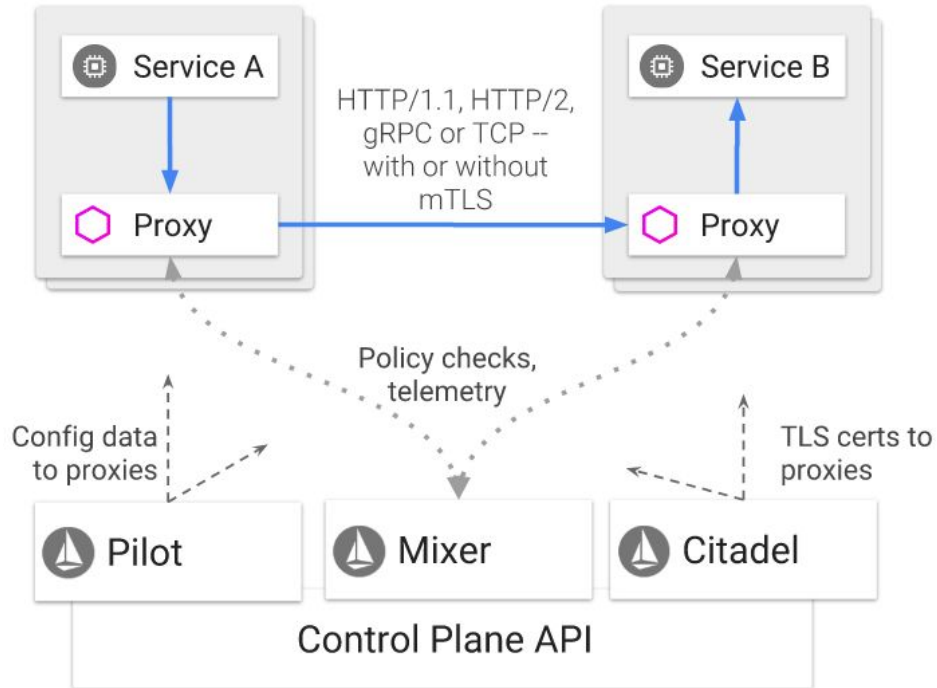 Service A
Service B
HTTP/1.1, HTTP/2,
gRPC or TCP --
with or without
mTLS
Proxy
Proxy
Policy checks,
telemetry
Config data
to proxies
TLS certs to
proxies
Pilot
Mixer
Citadel
Control Plane API